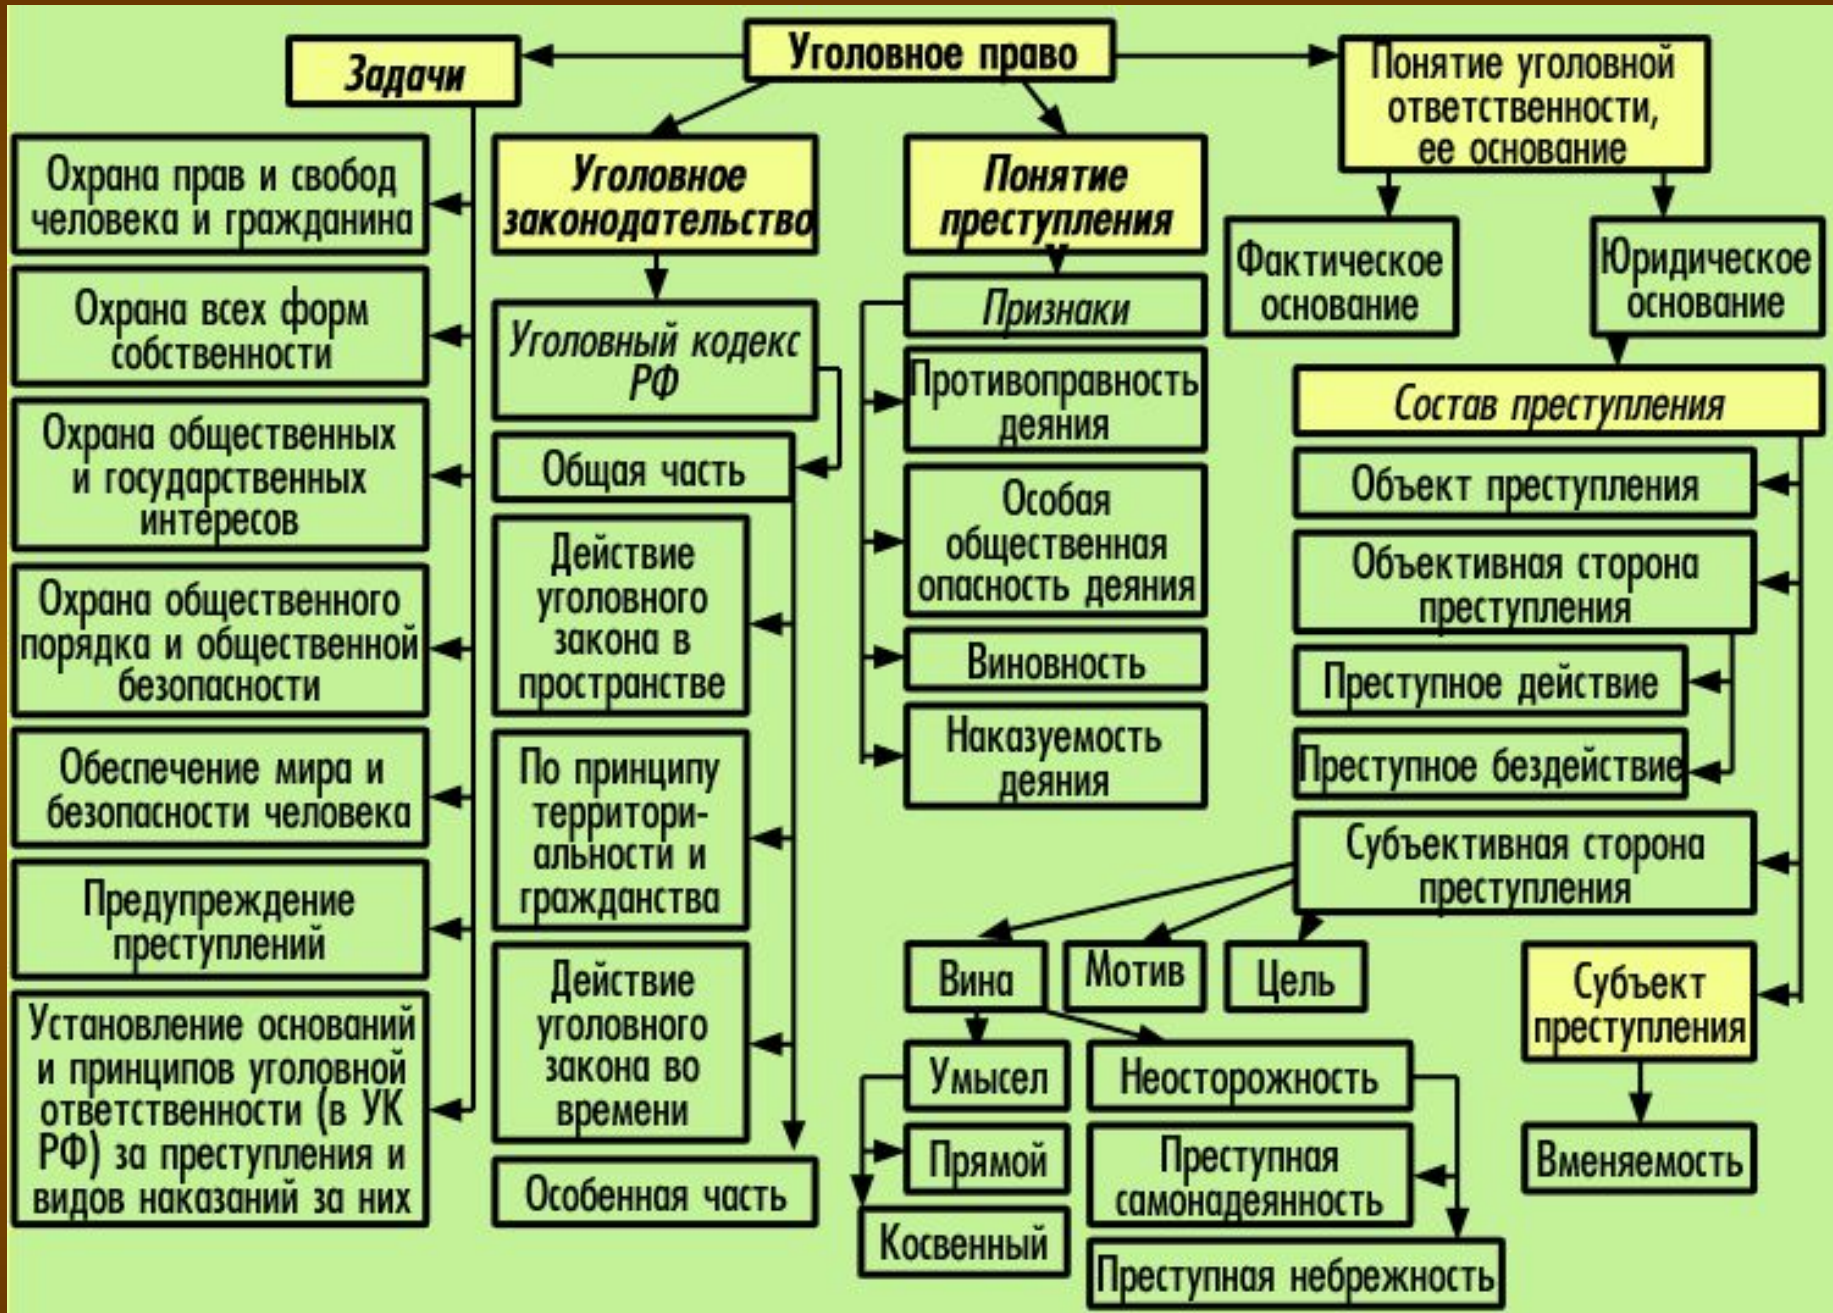 Уголовное право
Задачи
Охрана прав и свобод
человека и гражданина
Охрана всех форм
собственности
Охрана общественных
и государственных
интересов
Охрана общественного
порядка и общественной
безопасности
Обеспечение мира и
безопасности человека
Предупреждение
преступлений
Установление оснований
и принципов уголовной
ответственности (в УК
РФ) за преступления и
видов наказаний за них
Уголовное
законодательство
Уголовный кодекс
РФ
Общая часть
Действие
уголовного
закона в
пространстве
По принципу
территори-
альности и
гражданства
Действие
уголовного
закона во
времени
Особенная часть
Понятие
преступления
Признаки
Противоправность
деяния
Особая
общественная
опасность деяния
Виновность
Наказуемость
деяния
Понятие уголовной
ответственности,
ее основание
Фактическое
основание
Юридическое
основание
Состав преступления
Объект преступления
Объективная сторона
преступления
Преступное действие
Преступное бездействие
Субъективная сторона
преступления
Вина
Мотив
Цель
Умысел
Прямой
Косвенный
Неосторожность
Преступная
самонадеянность
Преступная небрежность
Субъект
преступления
Вменяемость